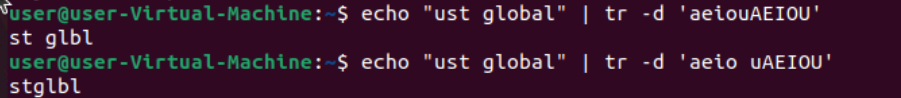 user@user-Virtual-Machine:~$ echo "ust global" | tr -d 'aeiouAEIOU'
st glbl
user@user-Virtual-Machine:~$ echo "ust global" | tr -d 'aeio uAEIOU'
stglbl